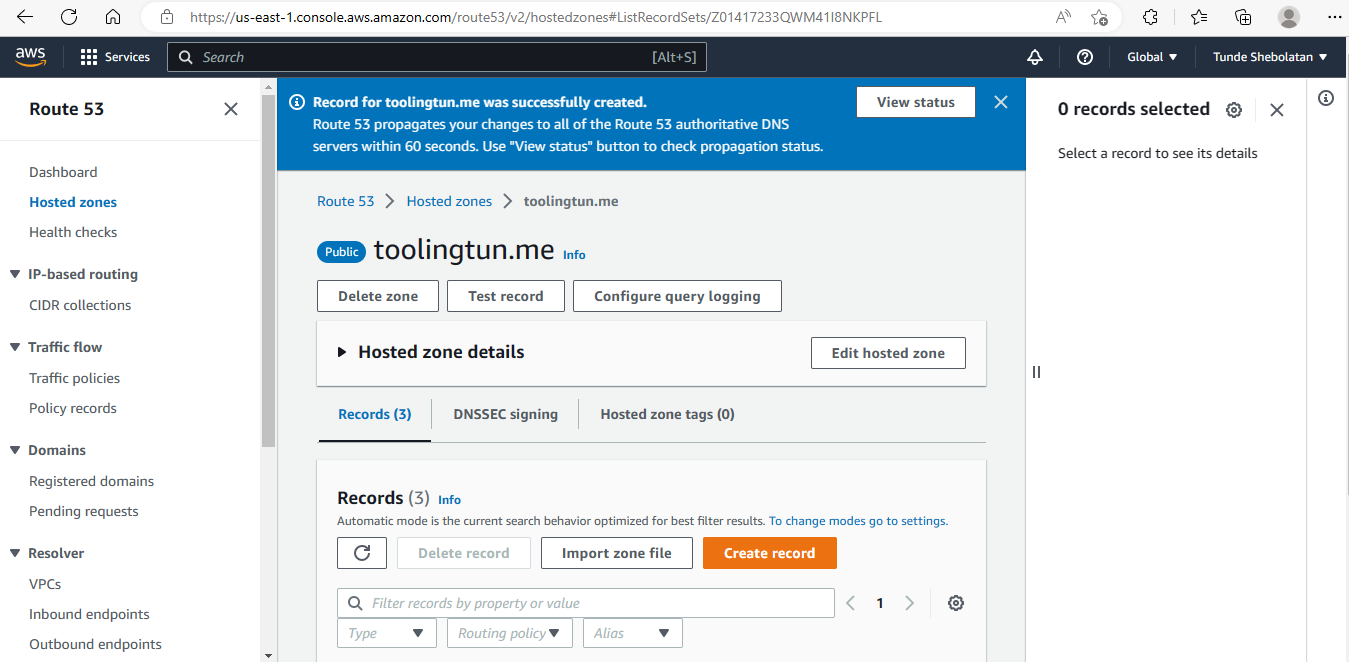 https://us-east-1.console.aws.amazon.com/route53/v2/hostedzones#ListRecordSets/Z01417233QWM41I8NKPFL
aws
Services
Search
[Alt+S]
Global
Tunde Shebolatan
Route 53
Dashboard
Hosted zones
Health checks
IP-based routing
CIDR collections
Traffic flow
Traffic policies
Policy records
Domains
Registered domains
Pending requests
Resolver
VPCs
Inbound endpoints
Outbound endpoints
Record for toolingtun.me was successfully created.
Route 53 propagates your changes to all of the Route 53 authoritative DNS
servers within 60 seconds. Use "View status" button to check propagation status.
View status
Route 53
Hosted zones
toolingtun.me
Public
toolingtun.me
Info
Delete zone
Test record
Configure query logging
Hosted zone details
Edit hosted zone
Records (3)
DNSSEC signing
Hosted zone tags (0)
Records (3) Info
Automatic mode is the current search behavior optimized for best filter results. To change modes go to settings.
Delete record
Import zone file
Create record
Filter records by property or value
1
Type
Routing policy
Alias
0 records selected
Select a record to see its details